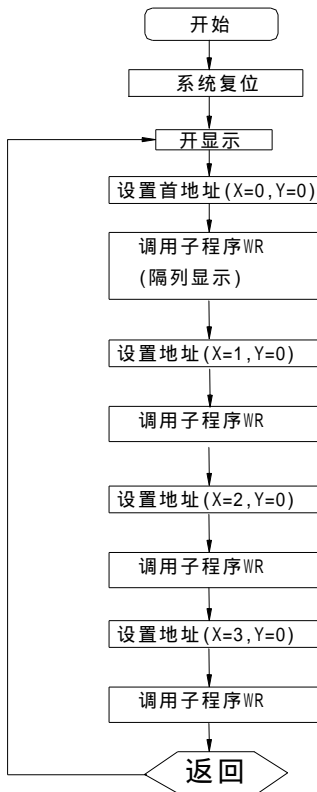 开始
系统复位
开显示
设置首地址(X=0,Y=0)
调用子程序WR
(隔列显示)
设置地址(X=1,Y=0)
调用子程序WR
设置地址(X=2,Y=0)
调用子程序WR
设置地址(X=3,Y=0)
调用子程序WR
返回